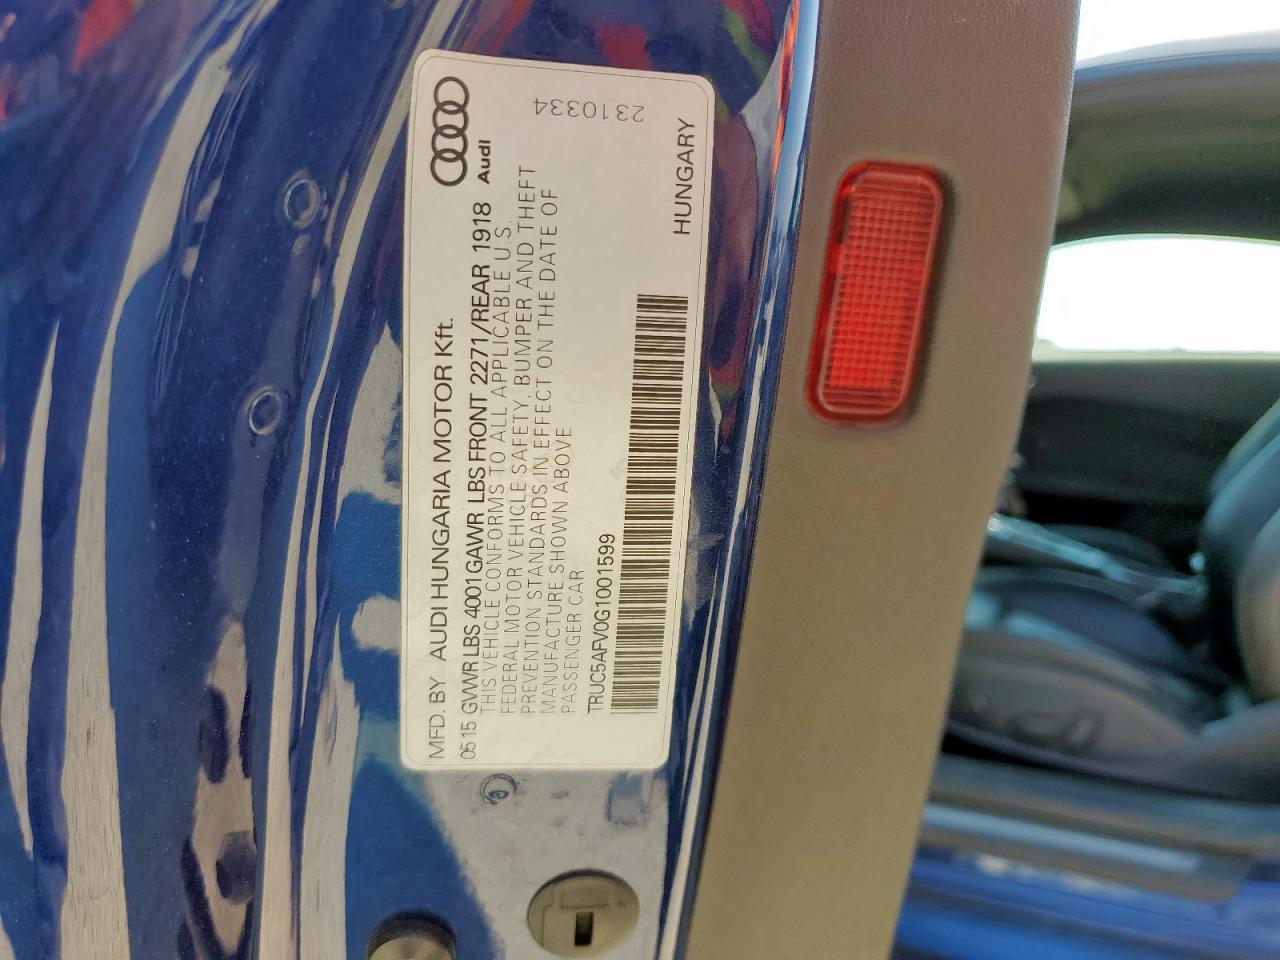 MFD. BY AUDI HUNGARIA MOTOR Kft.
05 15 GVWR LBS 4001 GAWR LBS FRONT 2271/REAR 1918
Audi
THIS VEHICLE CONFORMS TO ALL APPLICABLE U.S.
FEDERAL MOTOR VEHICLE SAFETY, BUMPER AND THEFT
PREVENTION STANDARDS IN EFFECT ON THE DATE OF
MANUFACTURE SHOWN ABOVE
PASSENGER CAR
TRUC5AFV0G1001599
HUNGARY
2310334